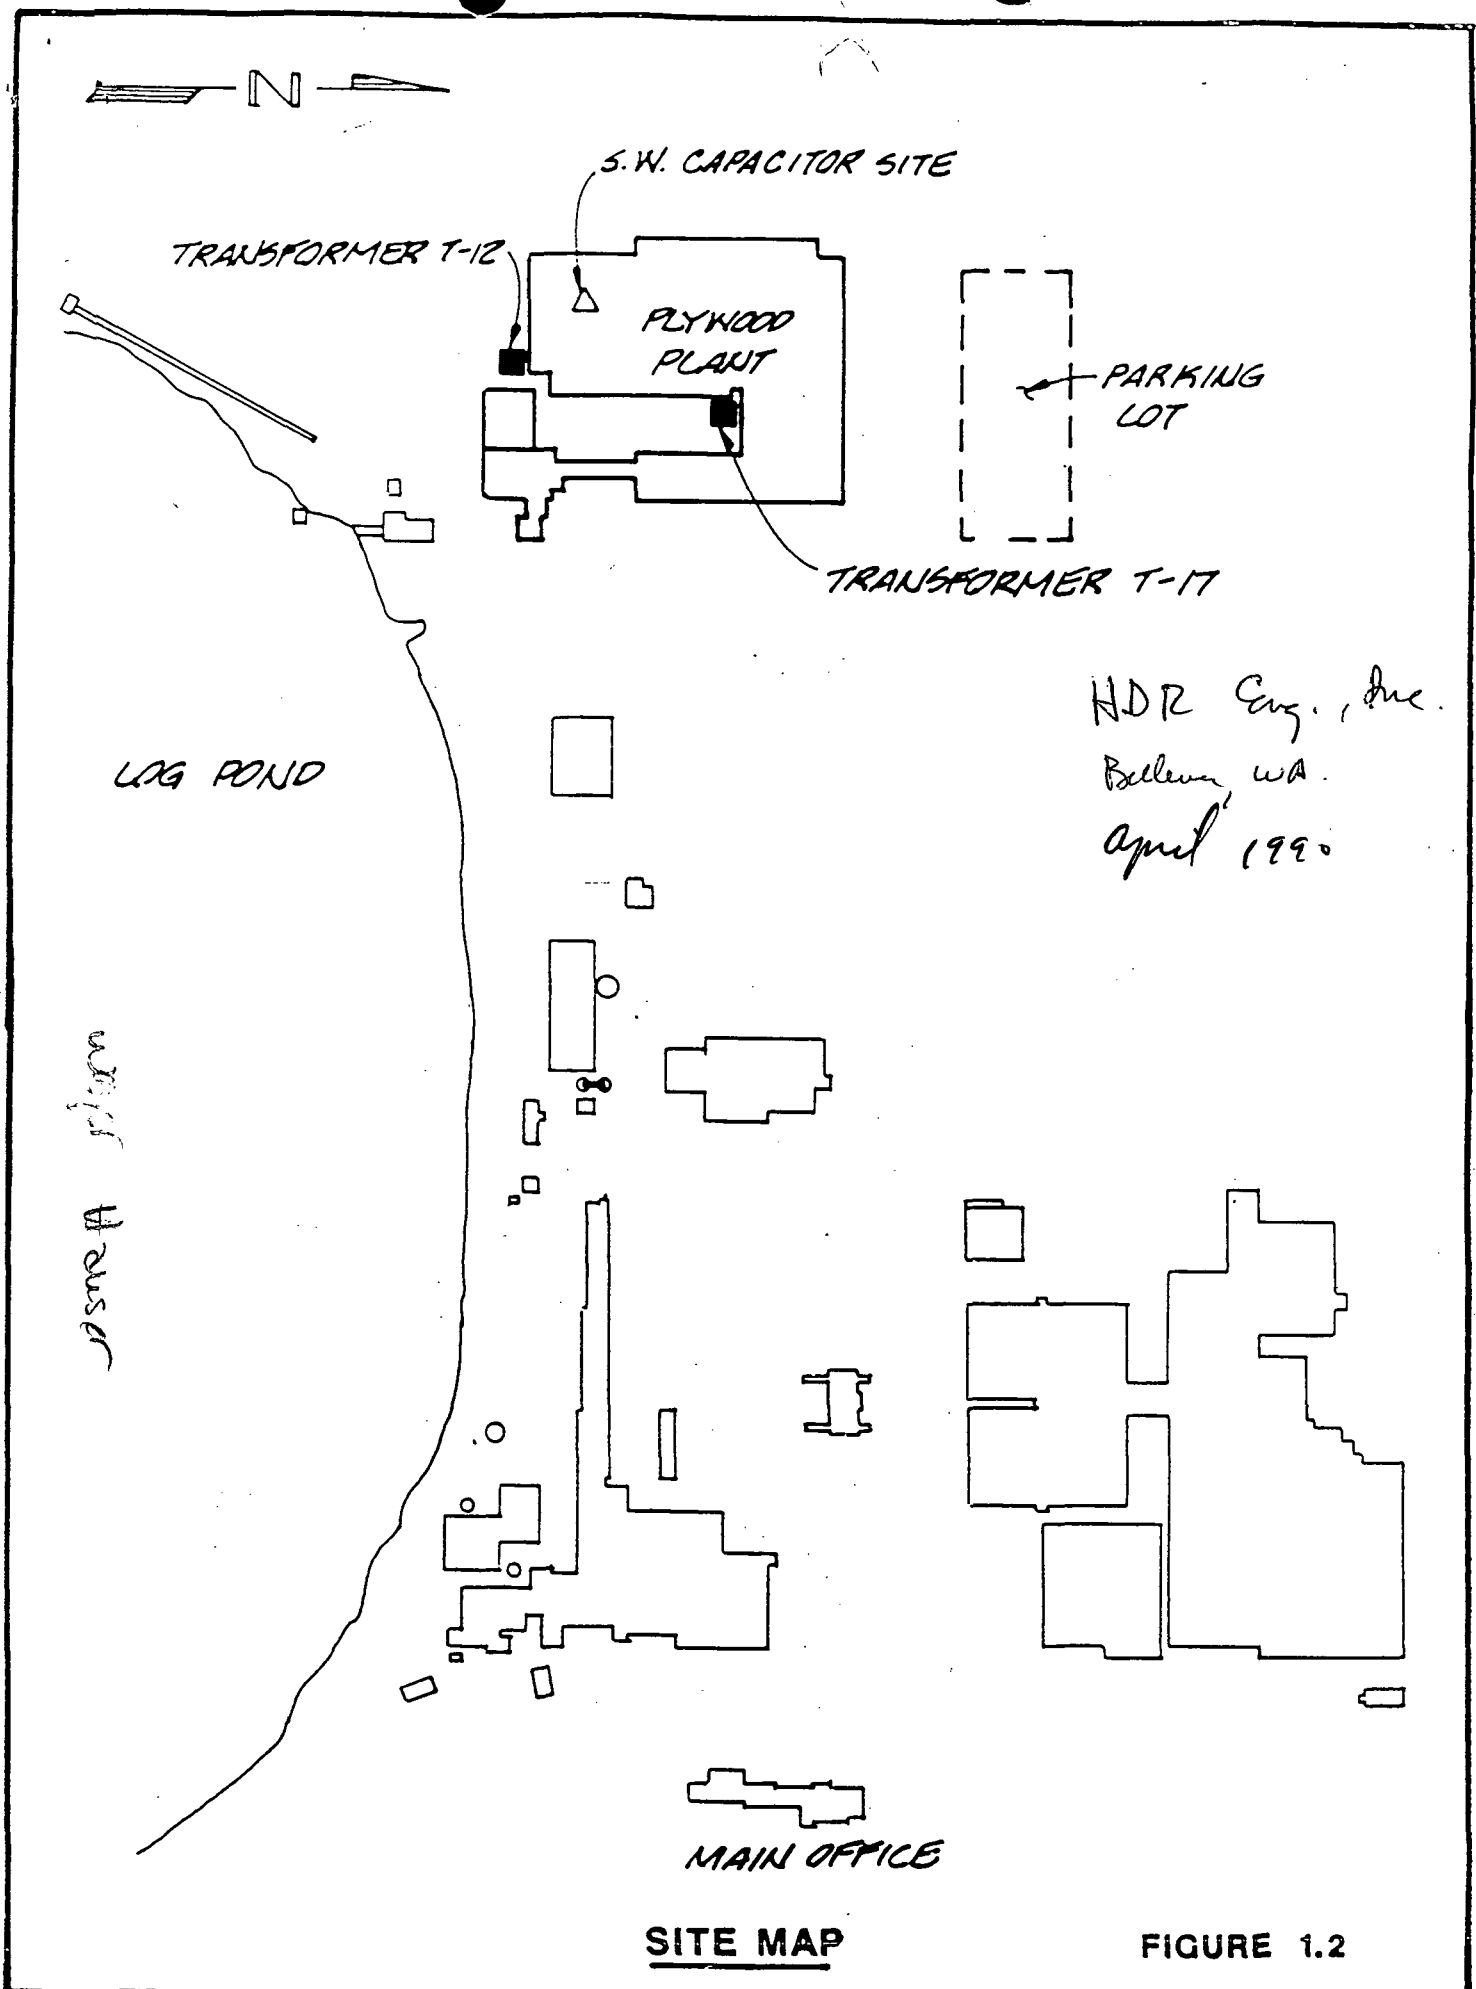 N
S.W. CAPACITOR SITE
TRANSFORMER T-12
PLYWOOD
PLANT
PARKING
LOT
TRANSFORMER T-17
HDR Eng., Inc.
WA.
April 1990
LOG POND
MAIN OFFICE
SITE MAP
FIGURE 1.2